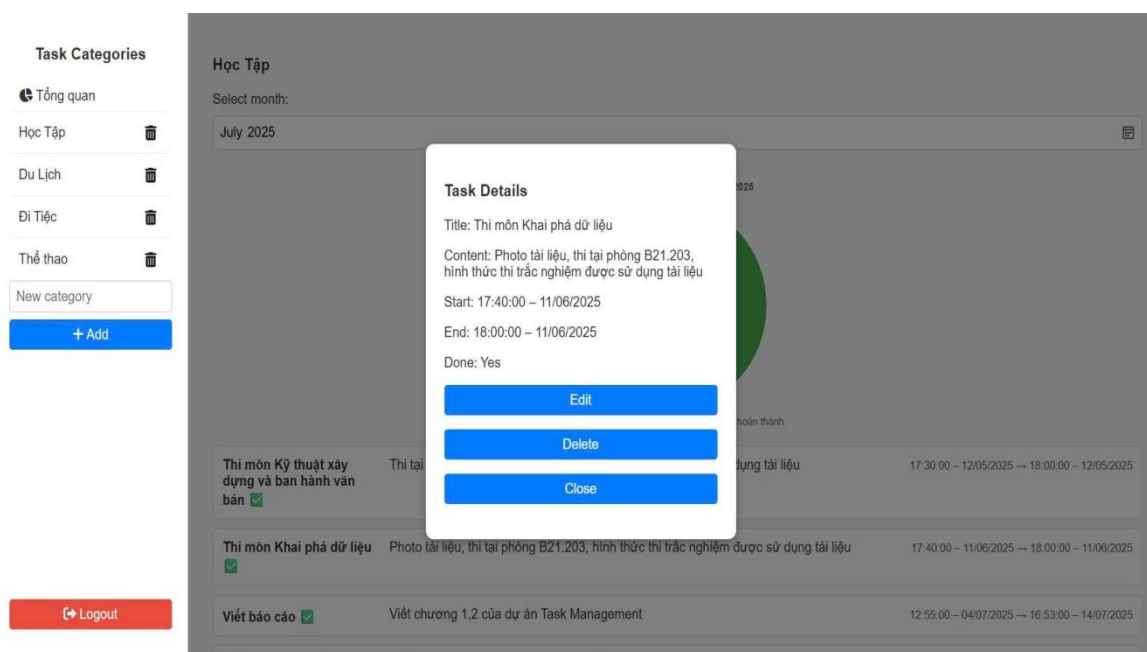 Task Categories
Tổng quan
Học Tập
Du Lịch
Đi Tiệc
Thể thao
New category
+ Add
Logout
Học Tập
Select month:
July 2025
2025
Task Details
Title: Thi môn Khai phá dữ liệu
Content: Photo tài liệu, thi tại phòng B21.203,
hình thức thi trắc nghiệm được sử dụng tài liệu
Start: 17:40:00 – 11/06/2025
End: 18:00:00 – 11/06/2025
Done: Yes
Edit
Delete
Close
hoàn thành
Thi môn Kỹ thuật xây
dựng và ban hành văn
bản ✅
Thi tại
dụng tài liệu
17:30:00 – 12/05/2025 → 18:00:00 – 12/05/2025
Thi môn Khai phá dữ liệu
✅
Photo tài liệu, thi tại phòng B21.203, hình thức thi trắc nghiệm được sử dụng tài liệu
17:40:00 – 11/06/2025 → 18:00:00 – 11/06/2025
Viết báo cáo ✅
Viết chương 1,2 của dự án Task Management
12:55:00 – 04/07/2025 → 16:53:00 – 14/07/2025